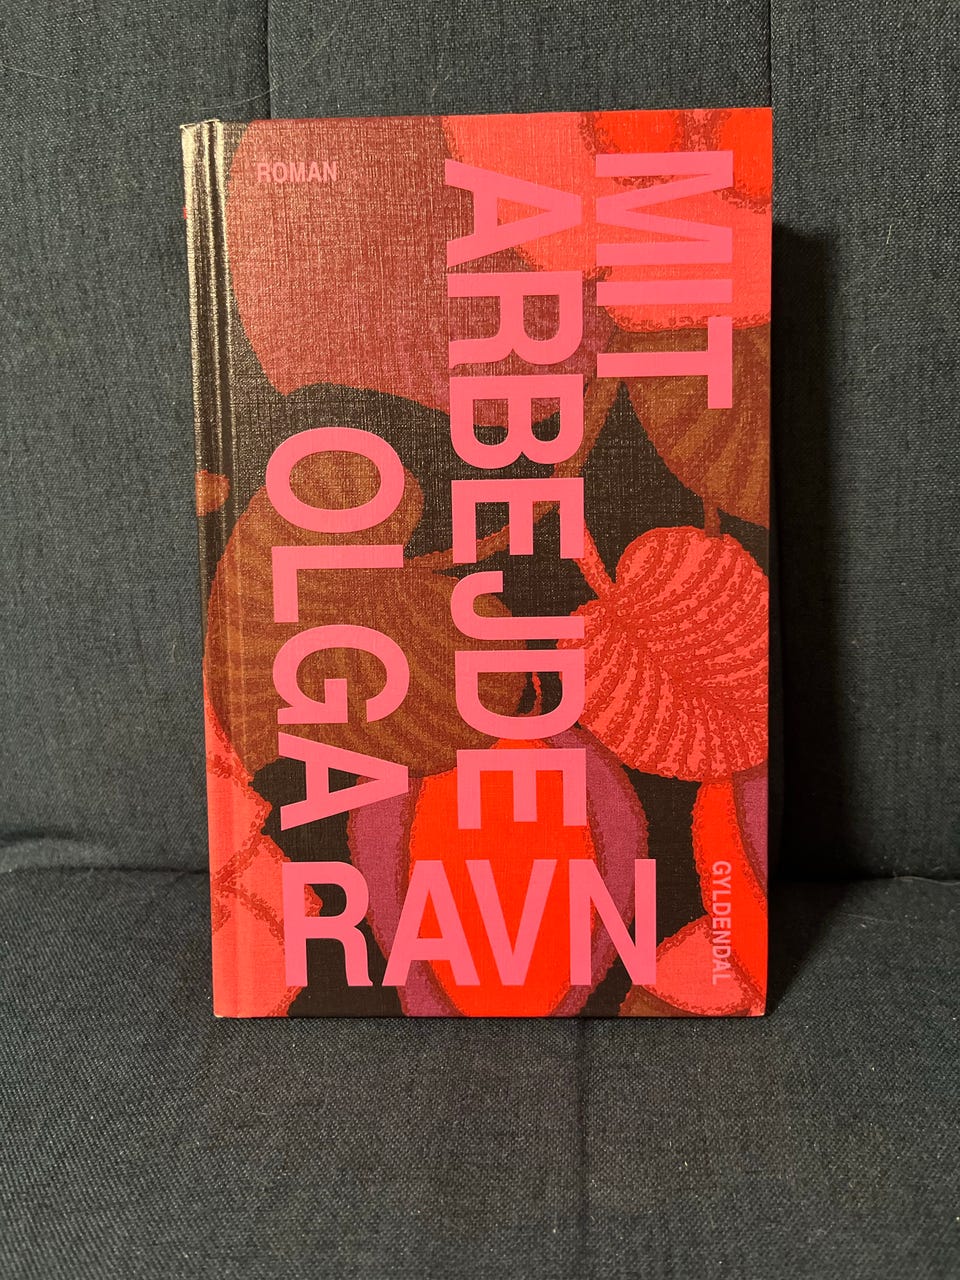 ROMAN
MIT
ARBEJDE
OLGA
RAVN
GYLDENDAL